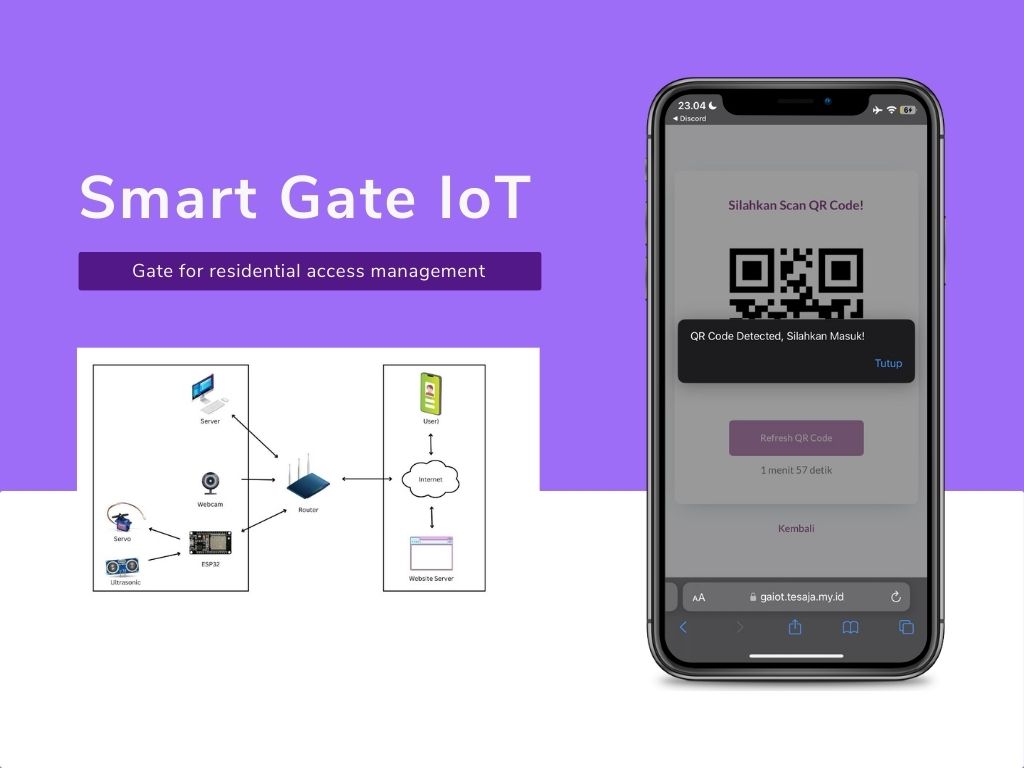 Smart Gate IoT
Gate for residential access management
Server
Webcam
Servo
ESP32
Ultrasonic
Router
User)
Internet
Website Server
23.04
Discord
Silahkan Scan QR Code!
QR Code Detected, Silahkan Masuk!
Tutup
Refresh QR Code
1 menit 57 detik
Kembali
AA
gaiot.tesaja.my.id